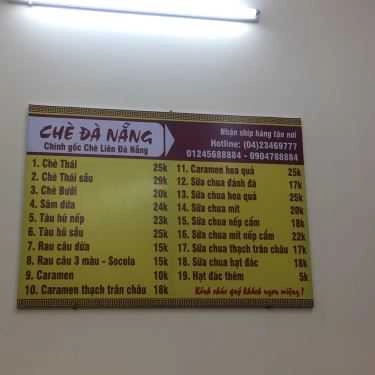 CHÈ ĐÀ NẴNG
Chính gốc Chè Liên Đà Nẵng
Nhận ship hàng tận nơi
Hotline: (04)23469777
01245688884 - 0904768884
1. Chè Thái 25k
2. Chè Thái sầu 29k
3. Chè Bưởi 20k
4. Sâm dứa 24k
5. Tàu hủ nếp 23k
6. Tàu hủ sầu 25k
7. Rau câu dừa 15k
8. Rau câu 3 màu - Socola 15k
9. Caramen 10k
10. Caramen thạch trân châu 18k
11. Caramen hoa quả 25k
12. Sữa chua đánh đá 17k
13. Sữa chua hoa quả 25k
14. Sữa chua mít 20k
15. Sữa chua nếp cẩm 18k
16. Sữa chua mít nếp cẩm 22k
17. Sữa chua thạch trân châu 17k
18. Sữa chua hạt đác 18k
19. Hạt đác thêm 5k
Kính chúc quý khách ngon miệng !